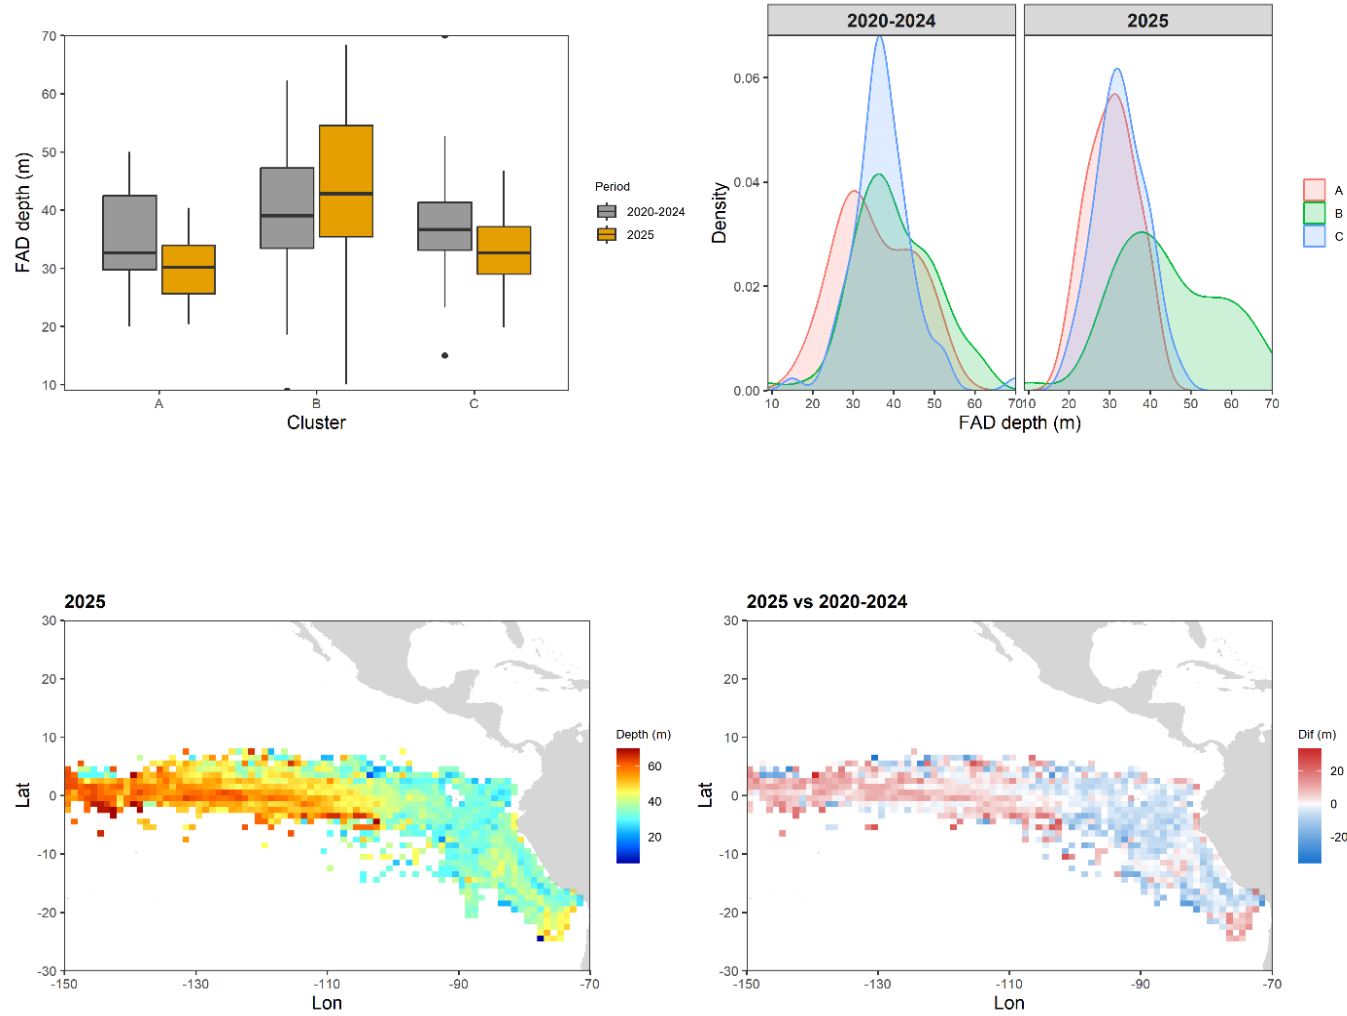 70
60
50
40
30
20
10
FAD depth (m)
A
B
C
Cluster
Period
2020-2024
2025
2020-2024
2025
0.06
0.04
0.02
0.00
Density
10 20 30 40 50 60 70
10 20 30 40 50 60 70
FAD depth (m)
A
B
C
2025
30
20
10
0
-10
-20
-30
Lat
-150 -130 -110 -90 -70
Lon
Depth (m)
60
40
20
2025 vs 2020-2024
30
20
10
0
-10
-20
-30
Lat
-150 -130 -110 -90 -70
Lon
Dif (m)
20
0
-20